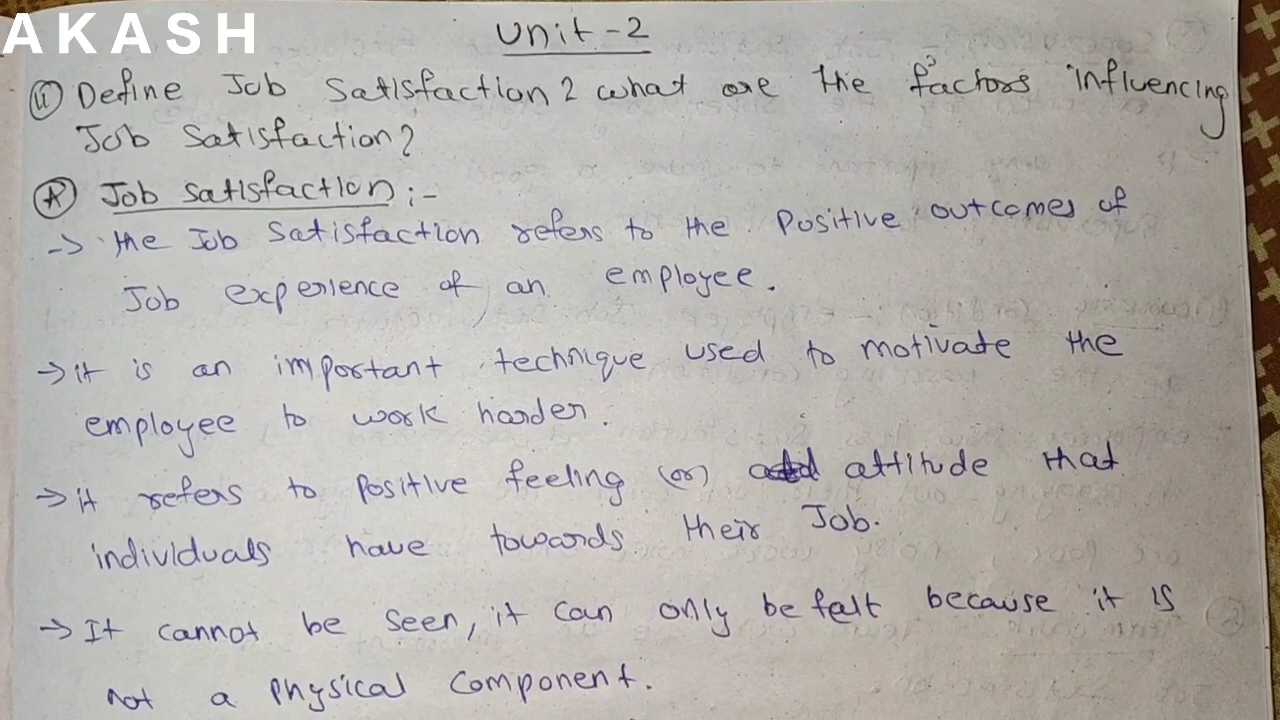 AKASH
Unit-2
4) Define Job Satisfaction? what are the factors influencing
Job Satisfaction?
A) Job satisfaction:-
-> the Job Satisfaction refers to the Positive outcomes of
Job experience of an employee.
-> it is an important technique used to motivate the
employee to work harder.
-> it refers to positive feeling (or) attitude that
individuals have towards their Job.
-> It cannot be seen, it can only be felt because it is
not a physical component.